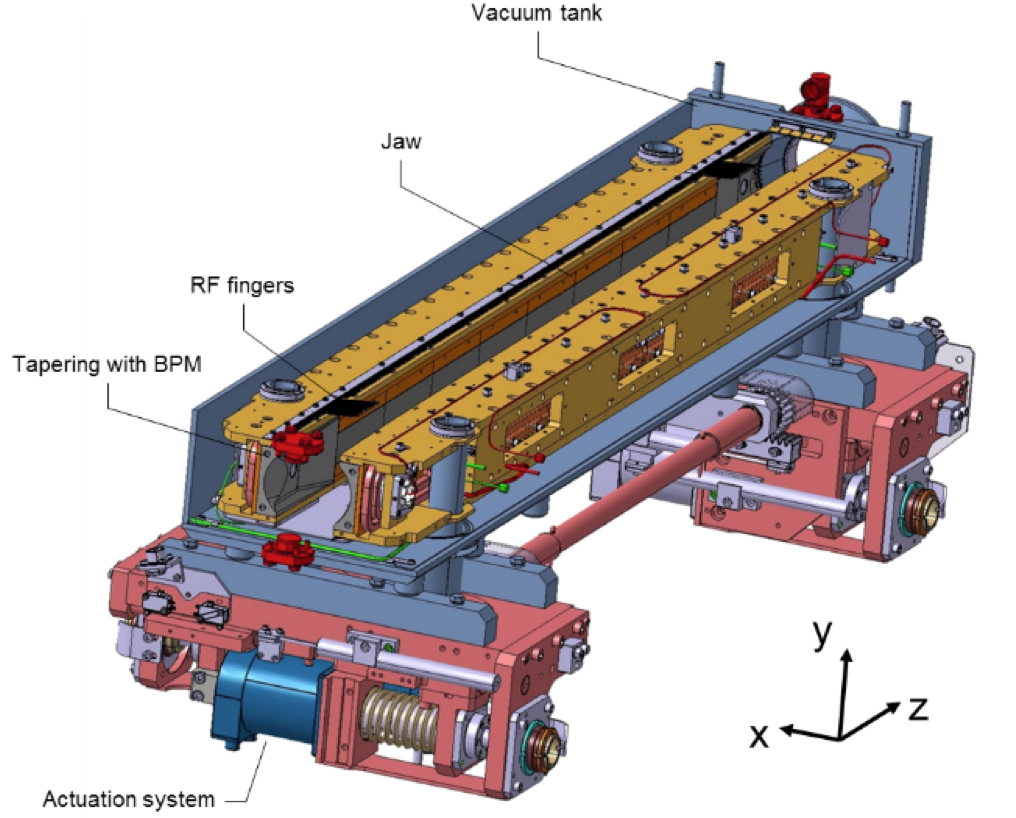 Vacuum tank
Jaw
RF fingers
Tapering with BPM
y
x
z
Actuation system